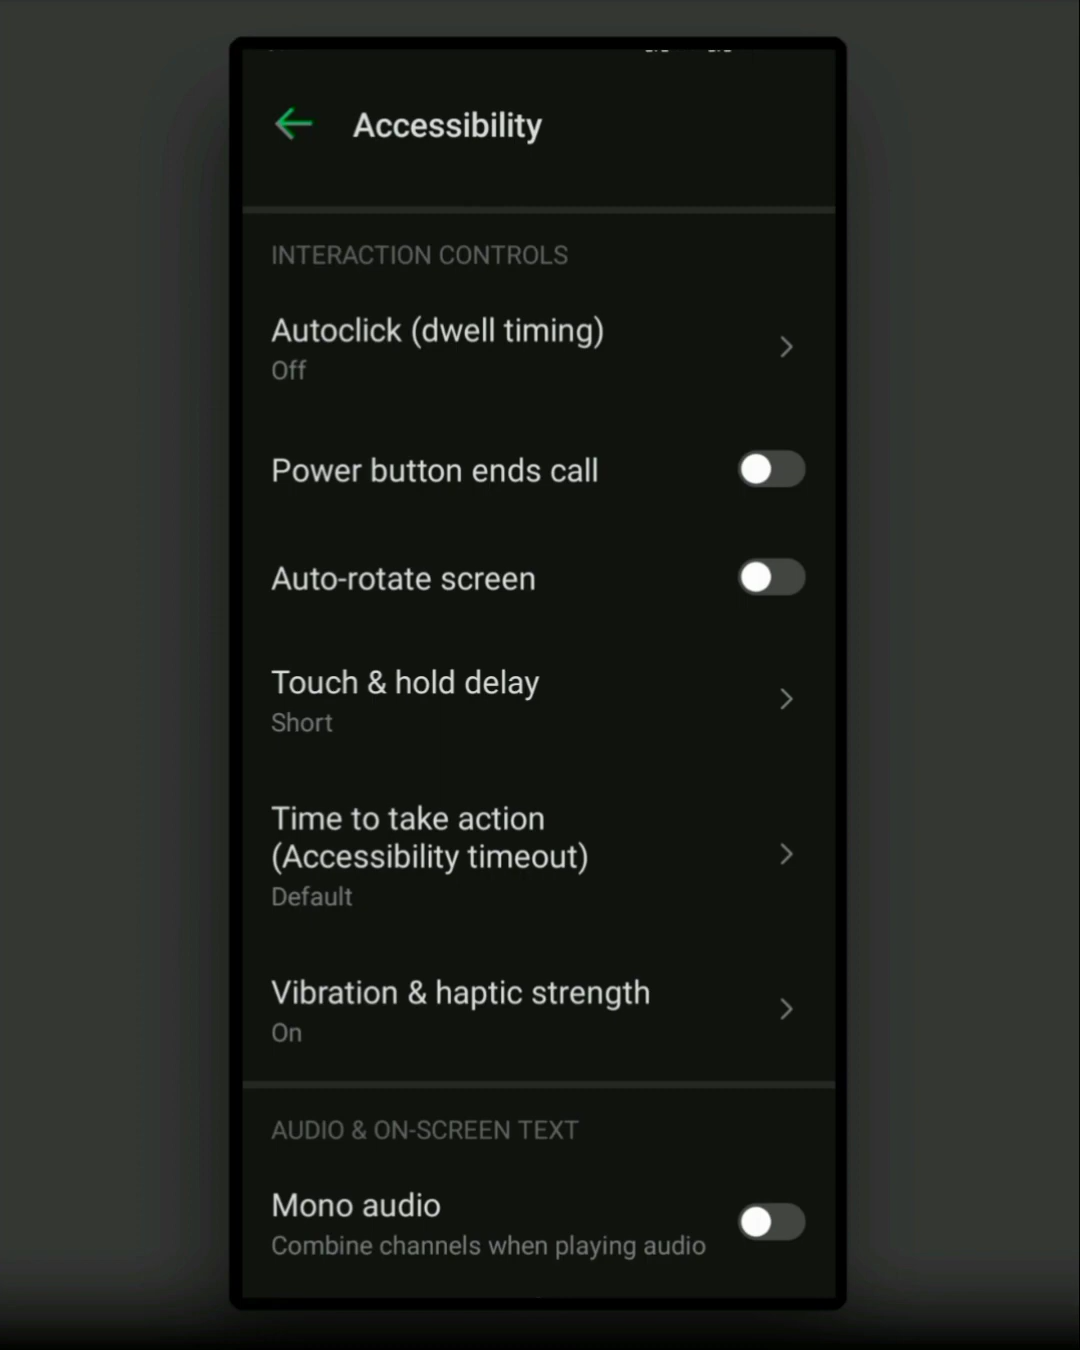 Accessibility
INTERACTION CONTROLS
Autoclick (dwell timing)
Off
Power button ends call
Auto-rotate screen
Touch & hold delay
Short
Time to take action
(Accessibility timeout)
Default
Vibration & haptic strength
On
AUDIO & ON-SCREEN TEXT
Mono audio
Combine channels when playing audio